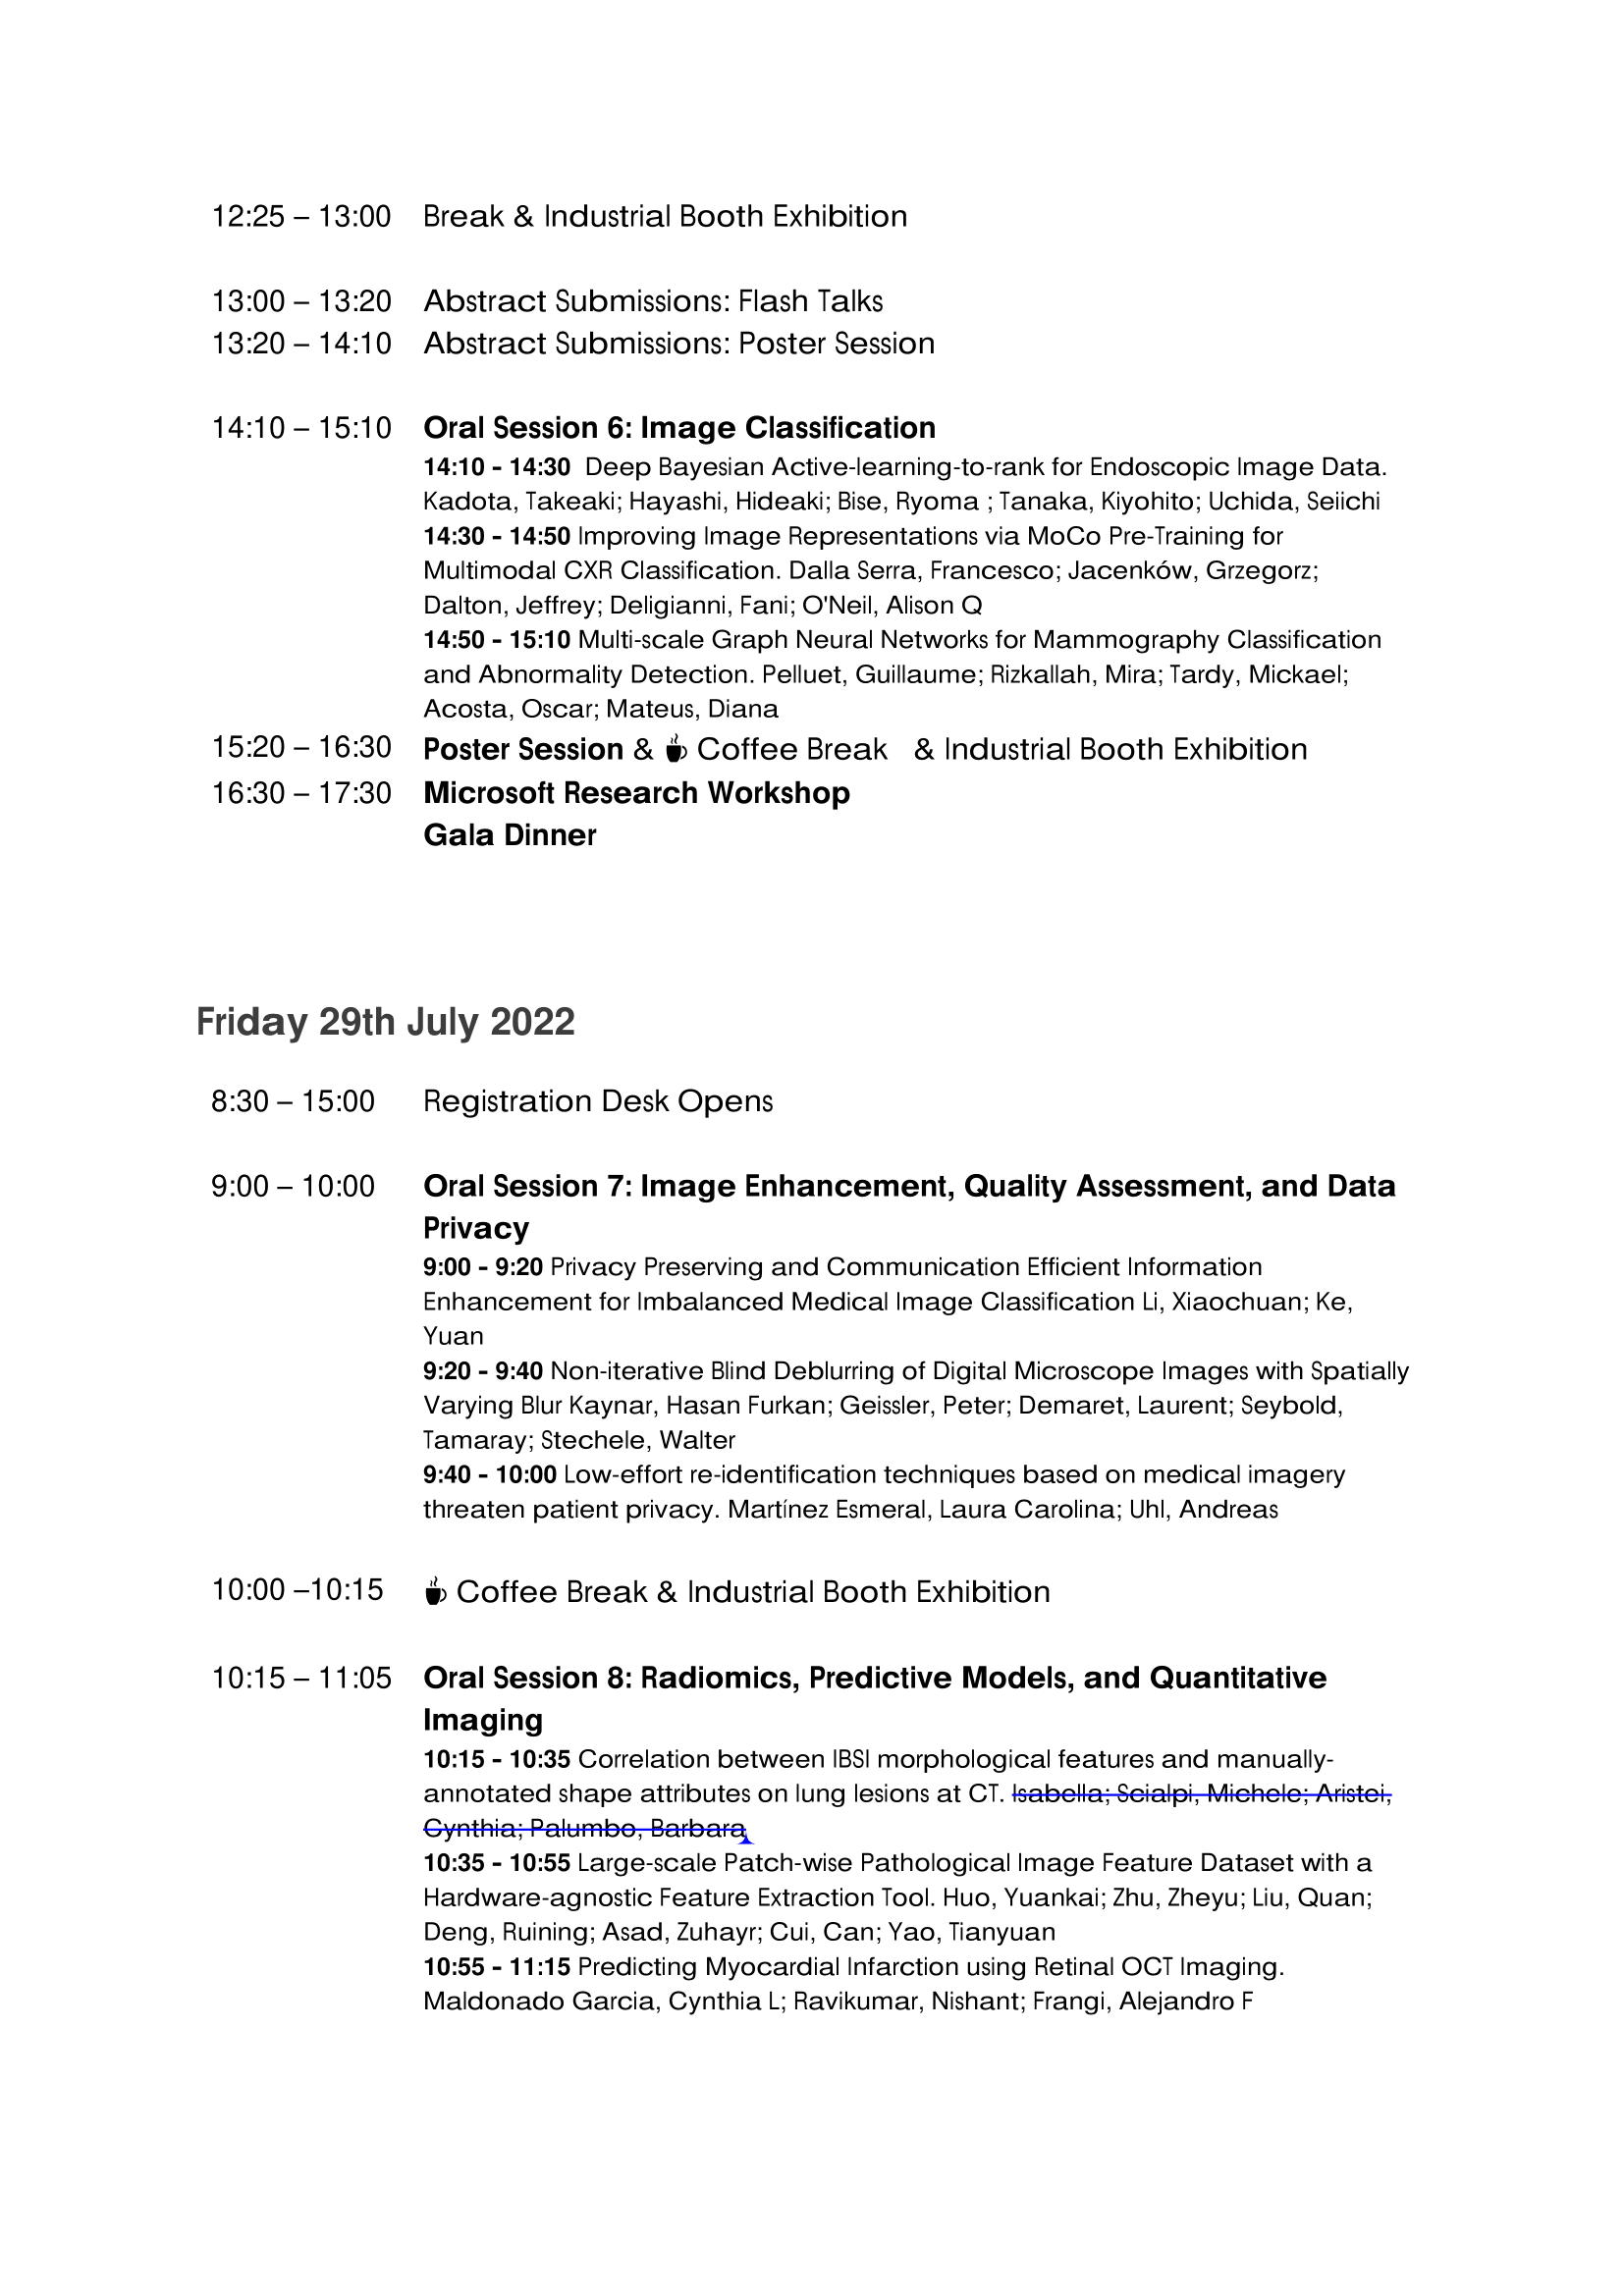 12:25 – 13:00 Break & Industrial Booth Exhibition
13:00 – 13:20 Abstract Submissions: Flash Talks
13:20 – 14:10 Abstract Submissions: Poster Session
14:10 – 15:10 Oral Session 6: Image Classification
14:10 - 14:30 Deep Bayesian Active-learning-to-rank for Endoscopic Image Data.
Kadota, Takeaki; Hayashi, Hideaki; Bise, Ryoma ; Tanaka, Kiyohito; Uchida, Seiichi
14:30 - 14:50 Improving Image Representations via MoCo Pre-Training for
Multimodal CXR Classification. Dalla Serra, Francesco; Jacenków, Grzegorz;
Dalton, Jeffrey; Deligianni, Fani; O'Neil, Alison Q
14:50 - 15:10 Multi-scale Graph Neural Networks for Mammography Classification
and Abnormality Detection. Pelluet, Guillaume; Rizkallah, Mira; Tardy, Mickael;
Acosta, Oscar; Mateus, Diana
15:20 – 16:30 Poster Session & ☕ Coffee Break & Industrial Booth Exhibition
16:30 – 17:30 Microsoft Research Workshop
Gala Dinner
Friday 29th July 2022
8:30 – 15:00 Registration Desk Opens
9:00 – 10:00 Oral Session 7: Image Enhancement, Quality Assessment, and Data
Privacy
9:00 - 9:20 Privacy Preserving and Communication Efficient Information
Enhancement for Imbalanced Medical Image Classification Li, Xiaochuan; Ke,
Yuan
9:20 - 9:40 Non-iterative Blind Deblurring of Digital Microscope Images with Spatially
Varying Blur Kaynar, Hasan Furkan; Geissler, Peter; Demaret, Laurent; Seybold,
Tamaray; Stechele, Walter
9:40 - 10:00 Low-effort re-identification techniques based on medical imagery
threaten patient privacy. Martínez Esmeral, Laura Carolina; Uhl, Andreas
10:00 –10:15 ☕ Coffee Break & Industrial Booth Exhibition
10:15 – 11:05 Oral Session 8: Radiomics, Predictive Models, and Quantitative
Imaging
10:15 - 10:35 Correlation between IBSI morphological features and manually-
annotated shape attributes on lung lesions at CT. Isabella; Scialpi, Michele; Aristei,
Cynthia; Palumbo, Barbara
10:35 - 10:55 Large-scale Patch-wise Pathological Image Feature Dataset with a
Hardware-agnostic Feature Extraction Tool. Huo, Yuankai; Zhu, Zheyu; Liu, Quan;
Deng, Ruining; Asad, Zuhayr; Cui, Can; Yao, Tianyuan
10:55 - 11:15 Predicting Myocardial Infarction using Retinal OCT Imaging.
Maldonado Garcia, Cynthia L; Ravikumar, Nishant; Frangi, Alejandro F